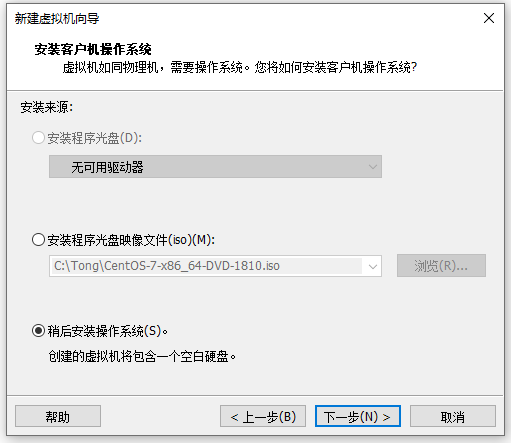 新建虚拟机向导
安装客户机操作系统
虚拟机如同物理机，需要操作系统。您将如何安装客户机操作系统?
安装来源:
安装程序光盘(D):
无可用驱动器
安装程序光盘映像文件(iso)(M):
C:\Tong\CentOS-7-x86_64-DVD-1810.iso
浏览(R)...
稍后安装操作系统(S)。
创建的虚拟机将包含一个空白硬盘。
帮助
< 上一步(B)
下一步(N) >
取消